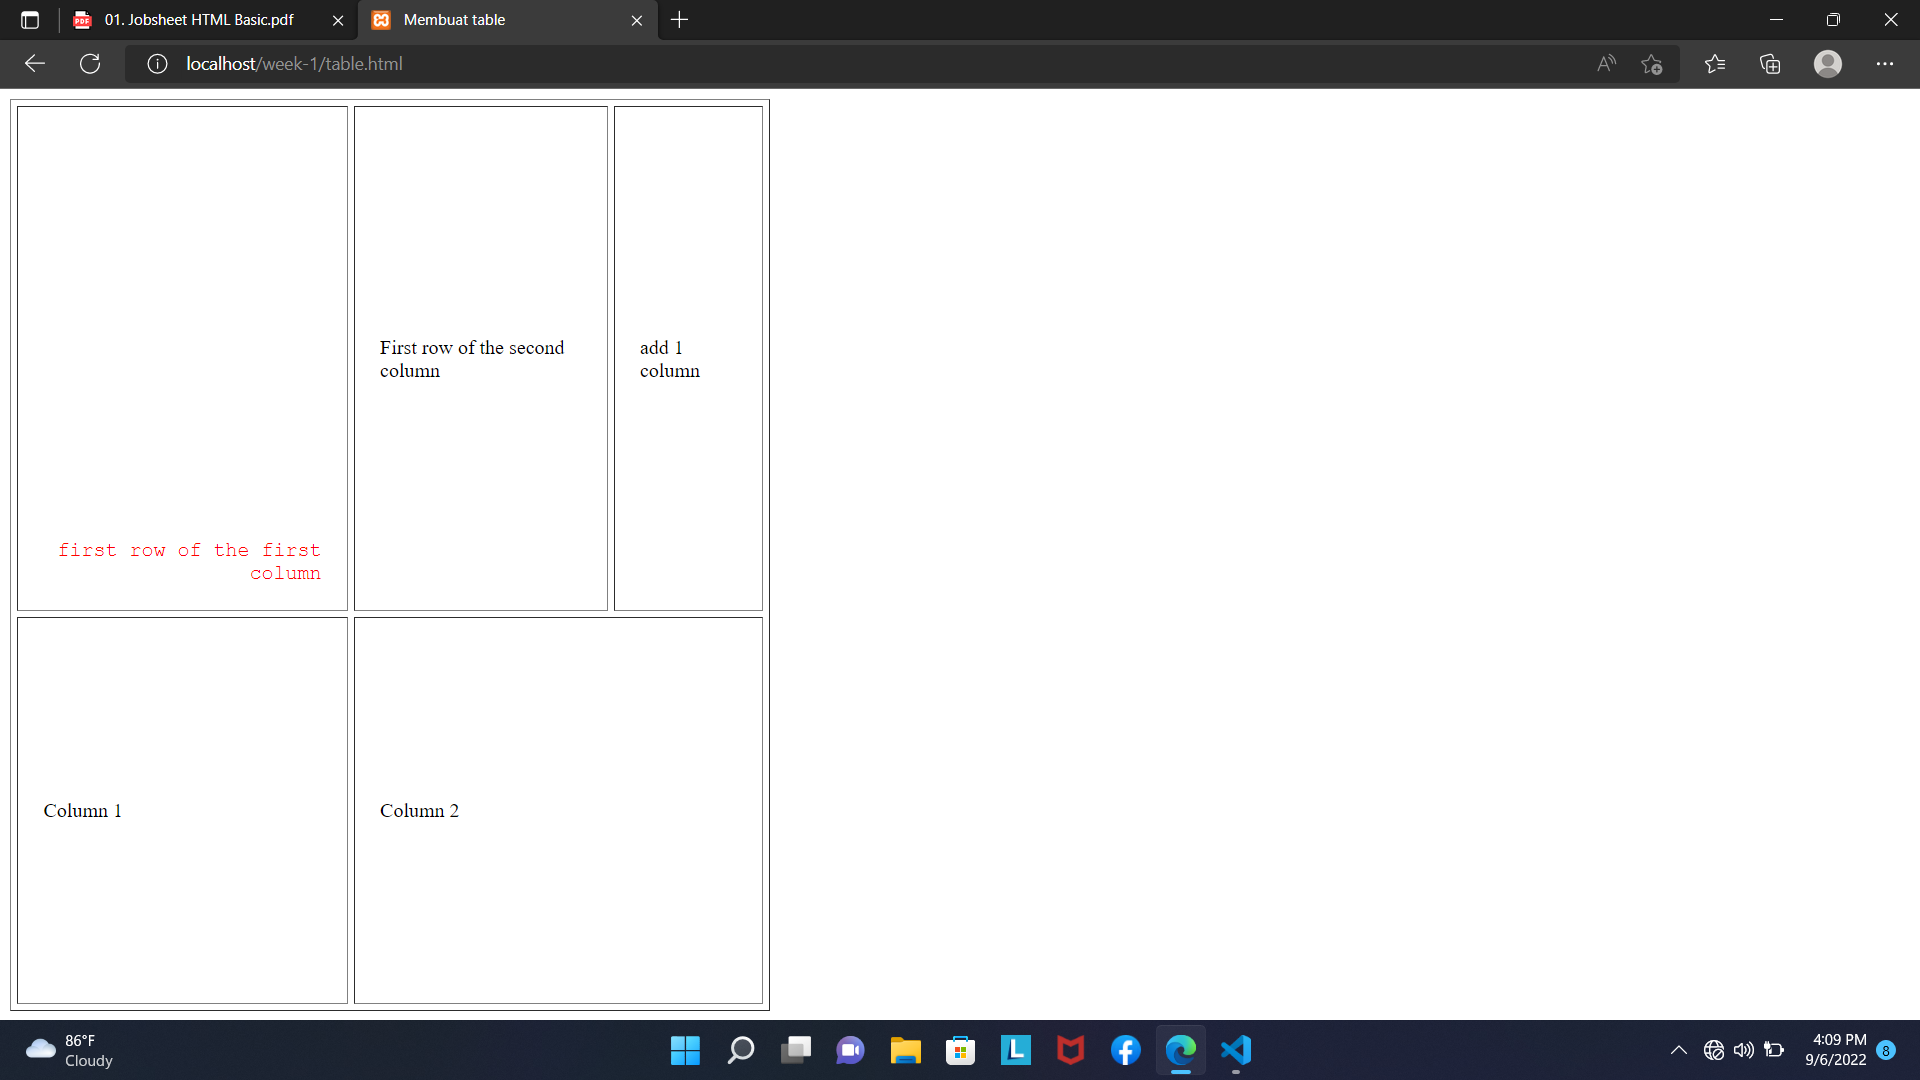 01. Jobsheet HTML Basic.pdf
Membuat table
localhost/week-1/table.html
First row of the second
column
add 1
column
first row of the first
column
Column 1
Column 2
86°F
Cloudy
4:09 PM
9/6/2022
8